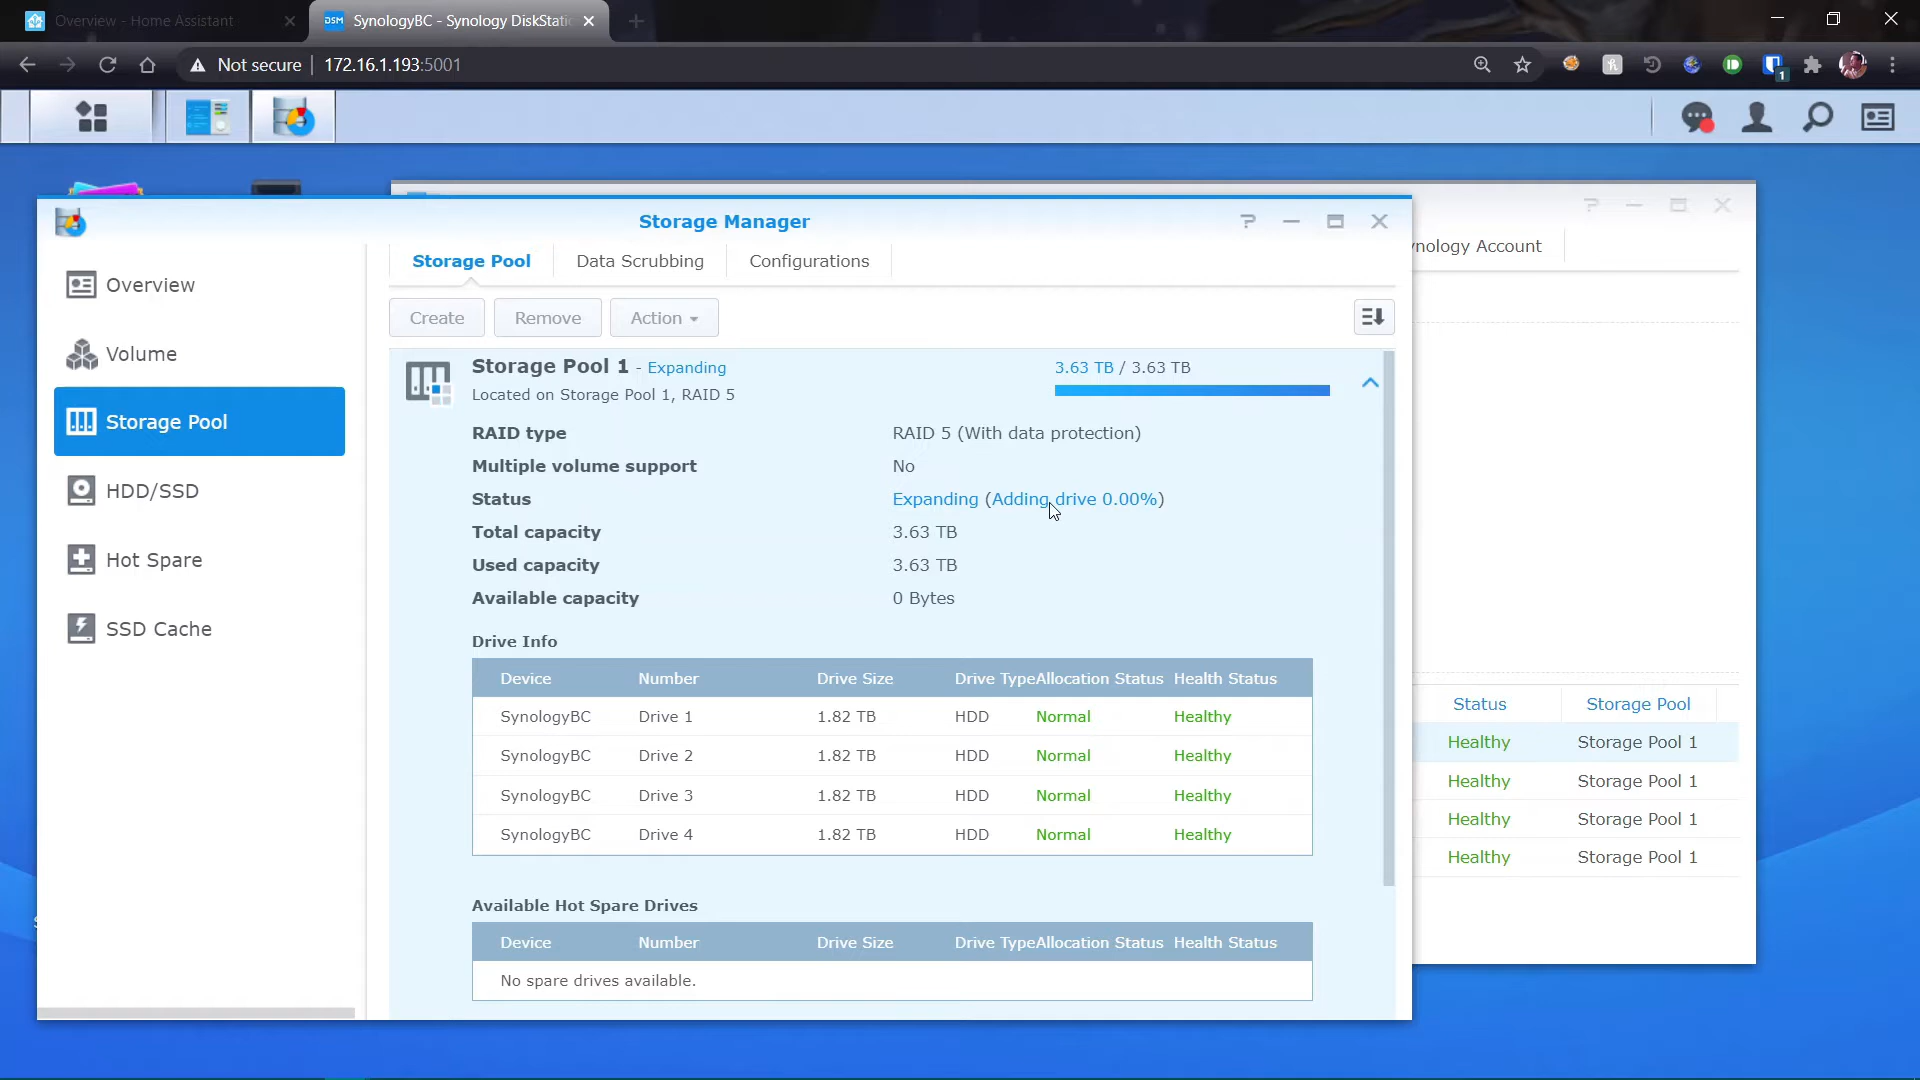 Overview - Home Assistant
SynologyBC - Synology DiskStati
Not secure 172.16.1.193:5001
1
Storage Manager
Synology Account
Overview
Volume
Storage Pool
HDD/SSD
Hot Spare
SSD Cache
Storage Pool Data Scrubbing Configurations
Create Remove Action
Storage Pool 1 - Expanding 3.63 TB / 3.63 TB
Located on Storage Pool 1, RAID 5
RAID type RAID 5 (With data protection)
Multiple volume support No
Status Expanding (Adding drive 0.00%)
Total capacity 3.63 TB
Used capacity 3.63 TB
Available capacity 0 Bytes
Drive Info
Device Number Drive Size Drive Type Allocation Status Health Status
SynologyBC Drive 1 1.82 TB HDD Normal Healthy
SynologyBC Drive 2 1.82 TB HDD Normal Healthy
SynologyBC Drive 3 1.82 TB HDD Normal Healthy
SynologyBC Drive 4 1.82 TB HDD Normal Healthy
Available Hot Spare Drives
Device Number Drive Size Drive Type Allocation Status Health Status
No spare drives available.
Status Storage Pool
Healthy Storage Pool 1
Healthy Storage Pool 1
Healthy Storage Pool 1
Healthy Storage Pool 1